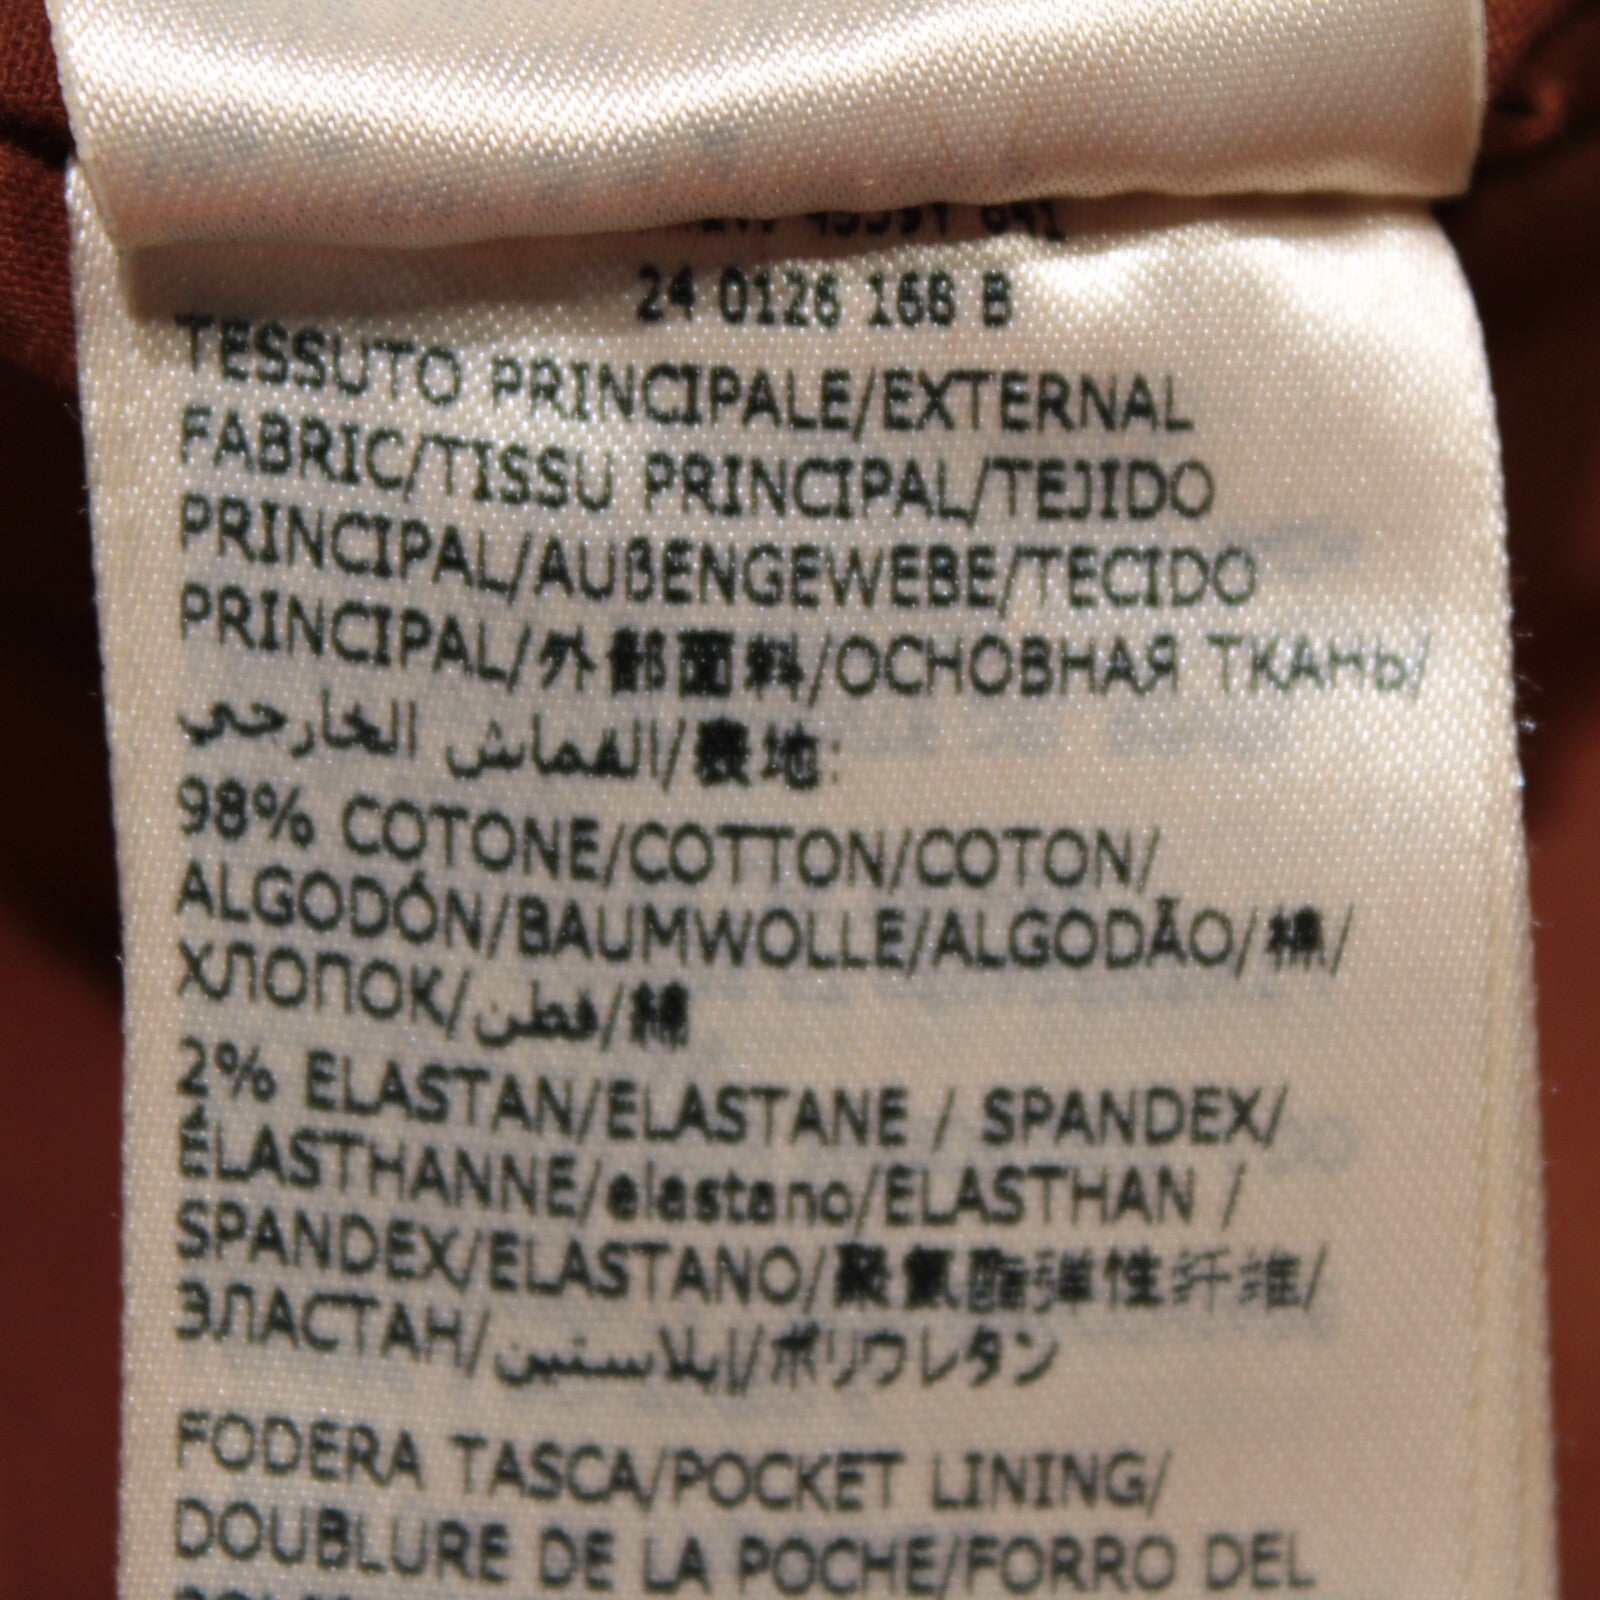 24 0126 166 B
TESSUTO PRINCIPALE/EXTERNAL
FABRIC/TISSU PRINCIPAL/TEJIDO
PRINCIPAL/AUßENGEWEBE/TECIDO
PRINCIPAL/外部面料/ОСНОВНАЯ ТКАНЬ/
القماش الخارجي/表地:
98% COTONE/COTTON/COTON/
ALGODÓN/BAUMWOLLE/ALGODÃO/棉/
ХЛОПОК/قطن/綿
2% ELASTAN/ELASTANE / SPANDEX/
ÉLASTHANNE/elastano/ELASTHAN /
SPANDEX/ELASTANO/聚氨酯弹性纤维/
ЭЛАСТАН/إيلاستين/ポリウレタン
FODERA TASCA/POCKET LINING/
DOUBLURE DE LA POCHE/FORRO DEL